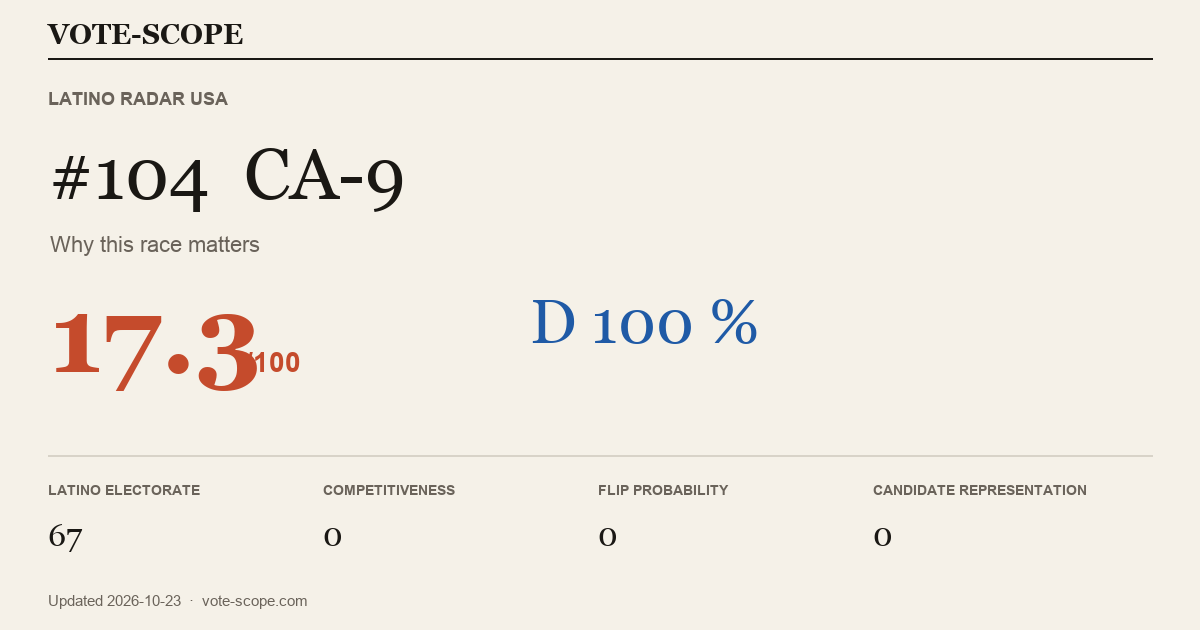 VOTE-SCOPE
LATINO RADAR USA
#104 CA-9
Why this race matters
17.3/100
D 100 %
LATINO ELECTORATE
COMPETITIVENESS
FLIP PROBABILITY
CANDIDATE REPRESENTATION
67
0
0
0
Updated 2026-10-23 · vote-scope.com